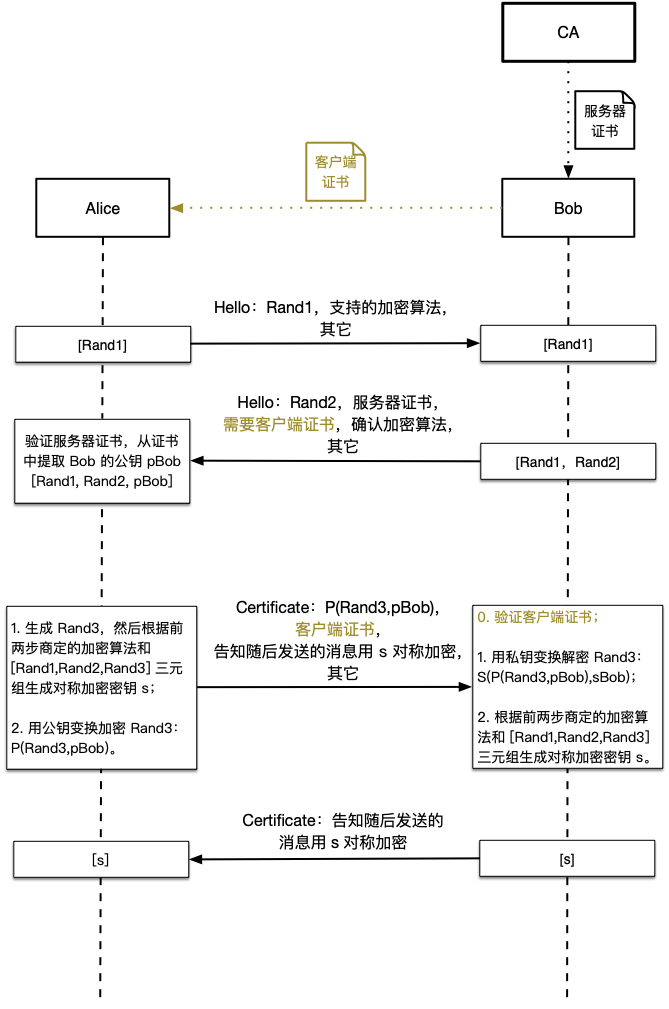 CA
服务器
证书
客户端
证书
Alice
Bob
Hello：Rand1，支持的加密算法，
其它
[Rand1]
[Rand1]
Hello：Rand2，服务器证书，
需要客户端证书，确认加密算法，
其它
验证服务器证书，从证书
中提取 Bob 的公钥 pBob
[Rand1, Rand2, pBob]
[Rand1，Rand2]
Certificate：P(Rand3,pBob)，
客户端证书，
告知随后发送的消息用 s 对称加密，
其它
1. 生成 Rand3，然后根据前
两步商定的加密算法和
[Rand1,Rand2,Rand3] 三元
组生成对称加密密钥 s；
2. 用公钥变换加密 Rand3：
P(Rand3,pBob)。
0. 验证客户端证书；
1. 用私钥变换解密 Rand3：
S(P(Rand3,pBob),sBob)；
2. 根据前两步商定的加密算
法和 [Rand1,Rand2,Rand3]
三元组生成对称加密密钥 s。
Certificate：告知随后发送的
消息用 s 对称加密
[s]
[s]